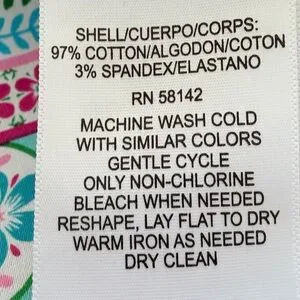 SHELL/CUERPO/CORPS:
97% COTTON/ALGODON/COTON
3% SPANDEX/ELASTANO
RN 58142
MACHINE WASH COLD
WITH SIMILAR COLORS
GENTLE CYCLE
ONLY NON-CHLORINE
BLEACH WHEN NEEDED
RESHAPE, LAY FLAT TO DRY
WARM IRON AS NEEDED
DRY CLEAN